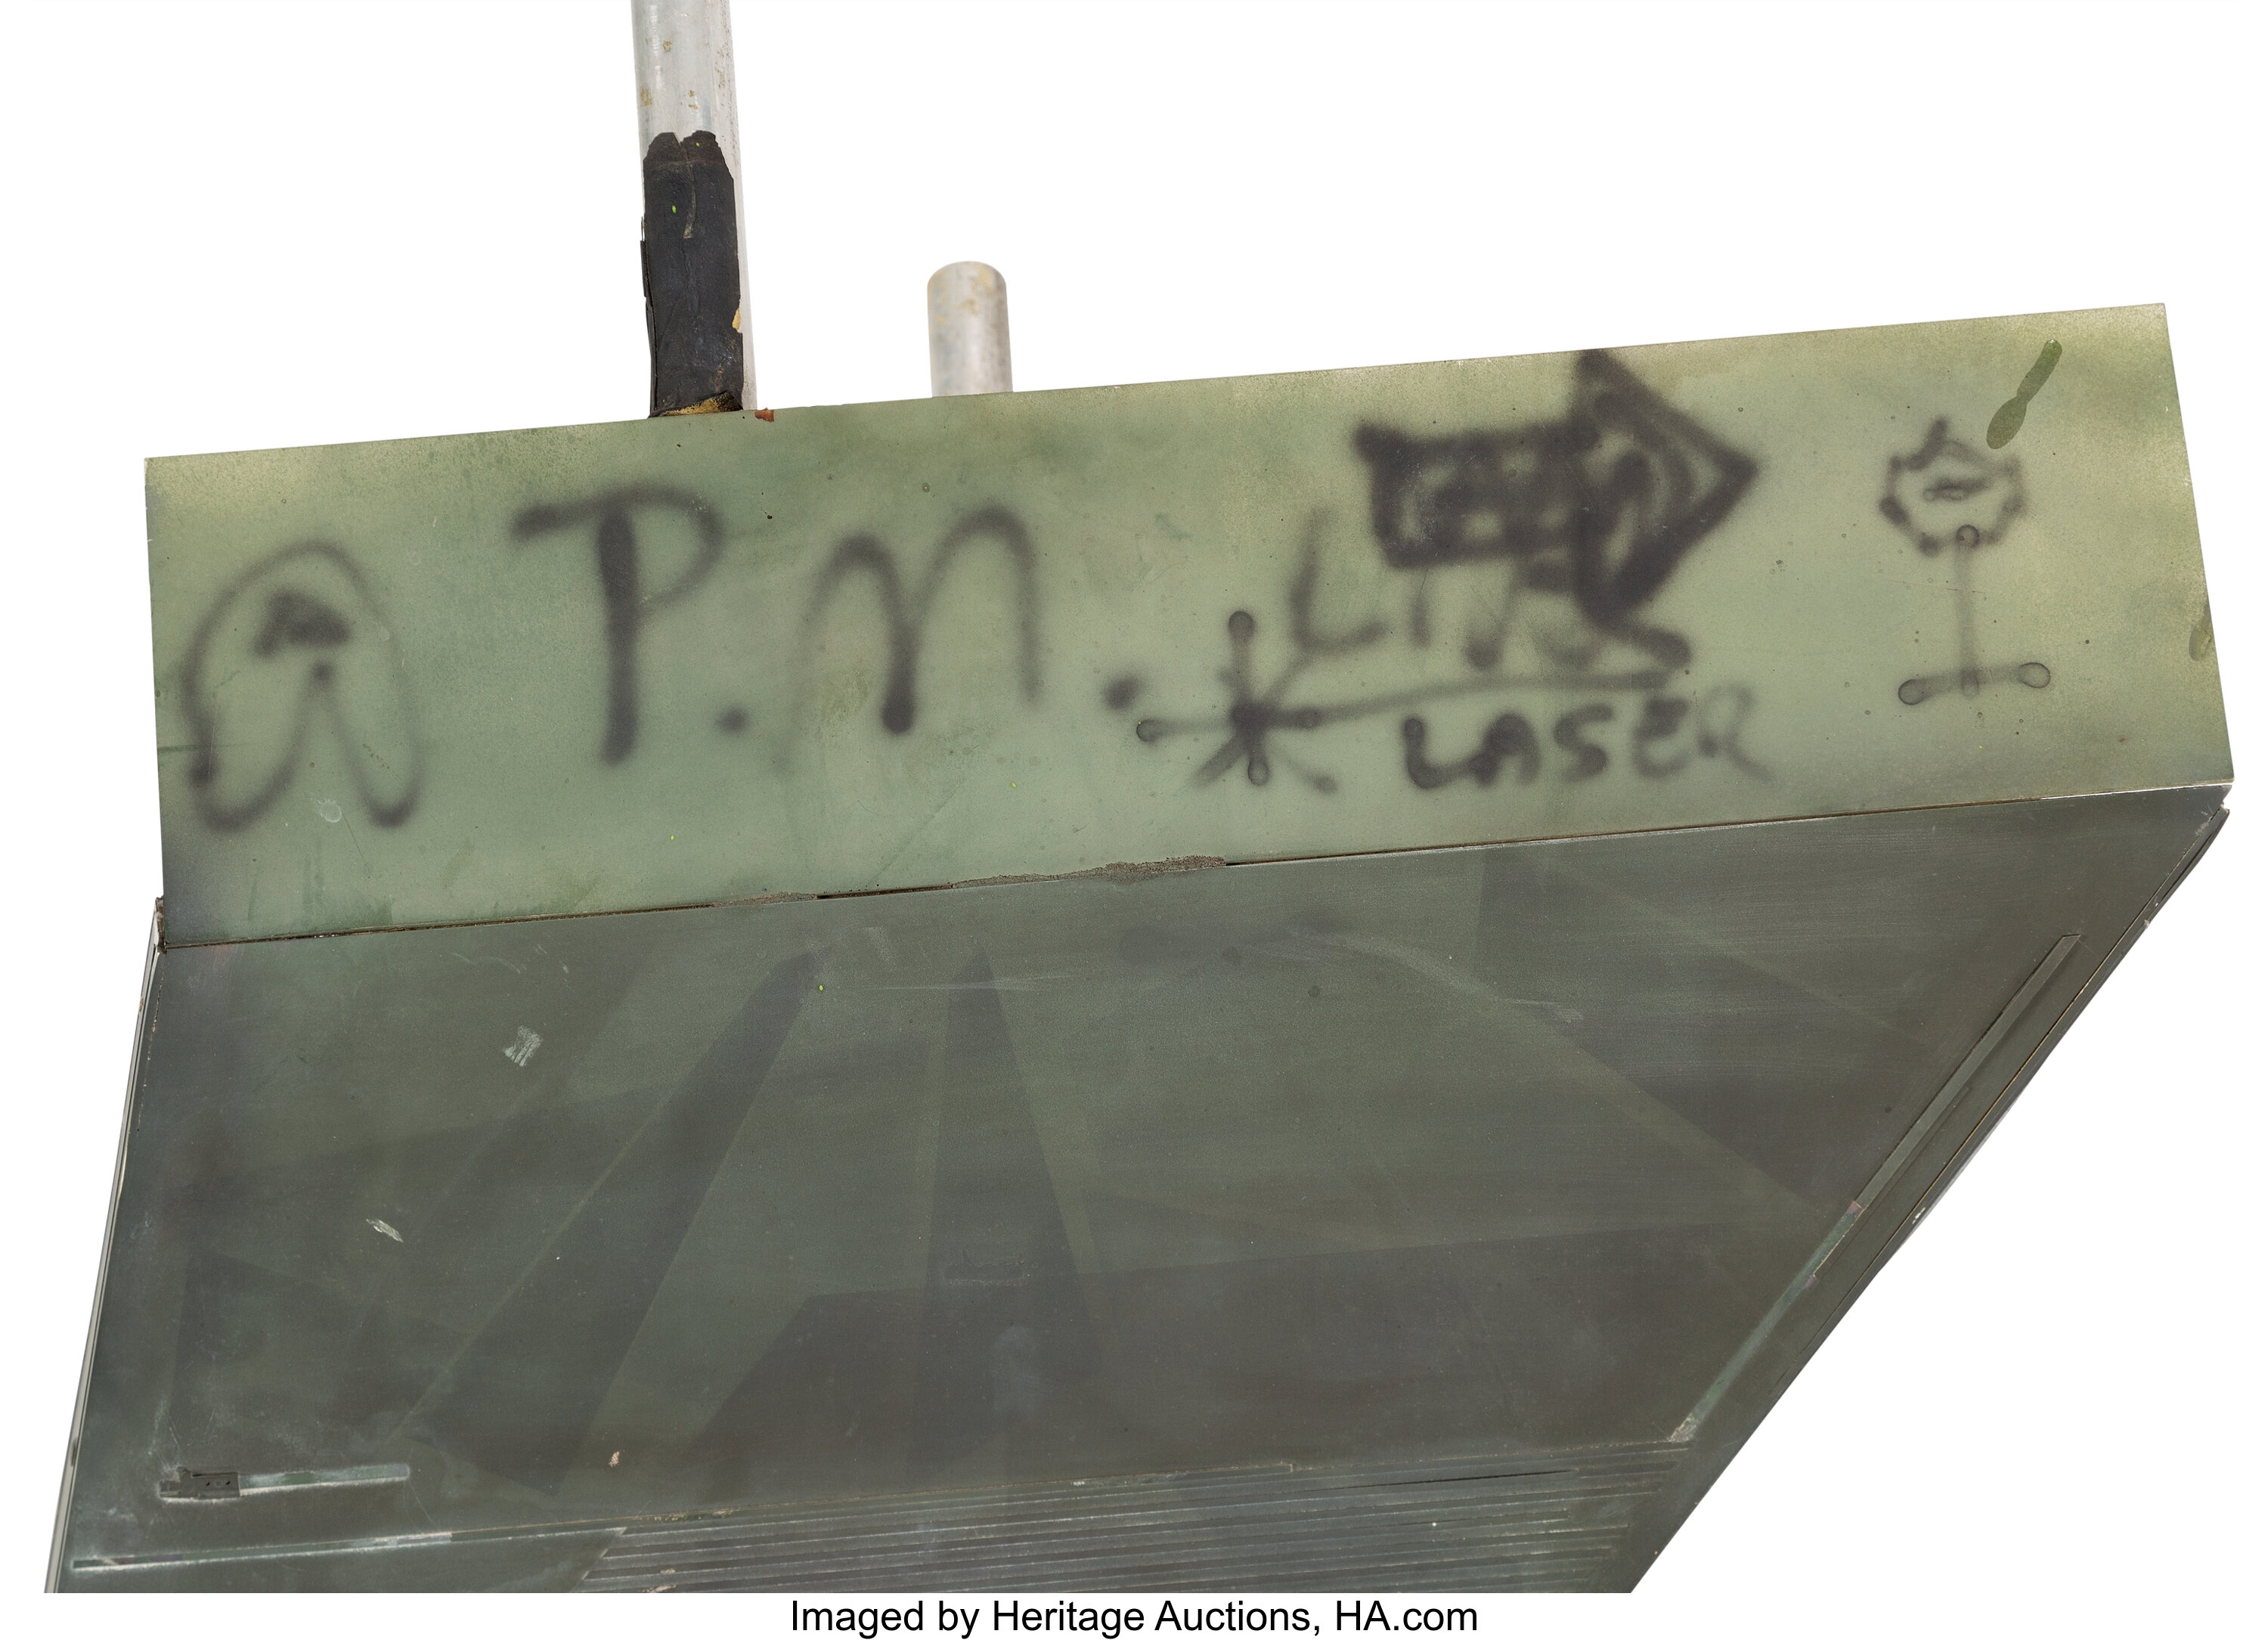 P.M.
LASER
Imaged by Heritage Auctions, HA.com